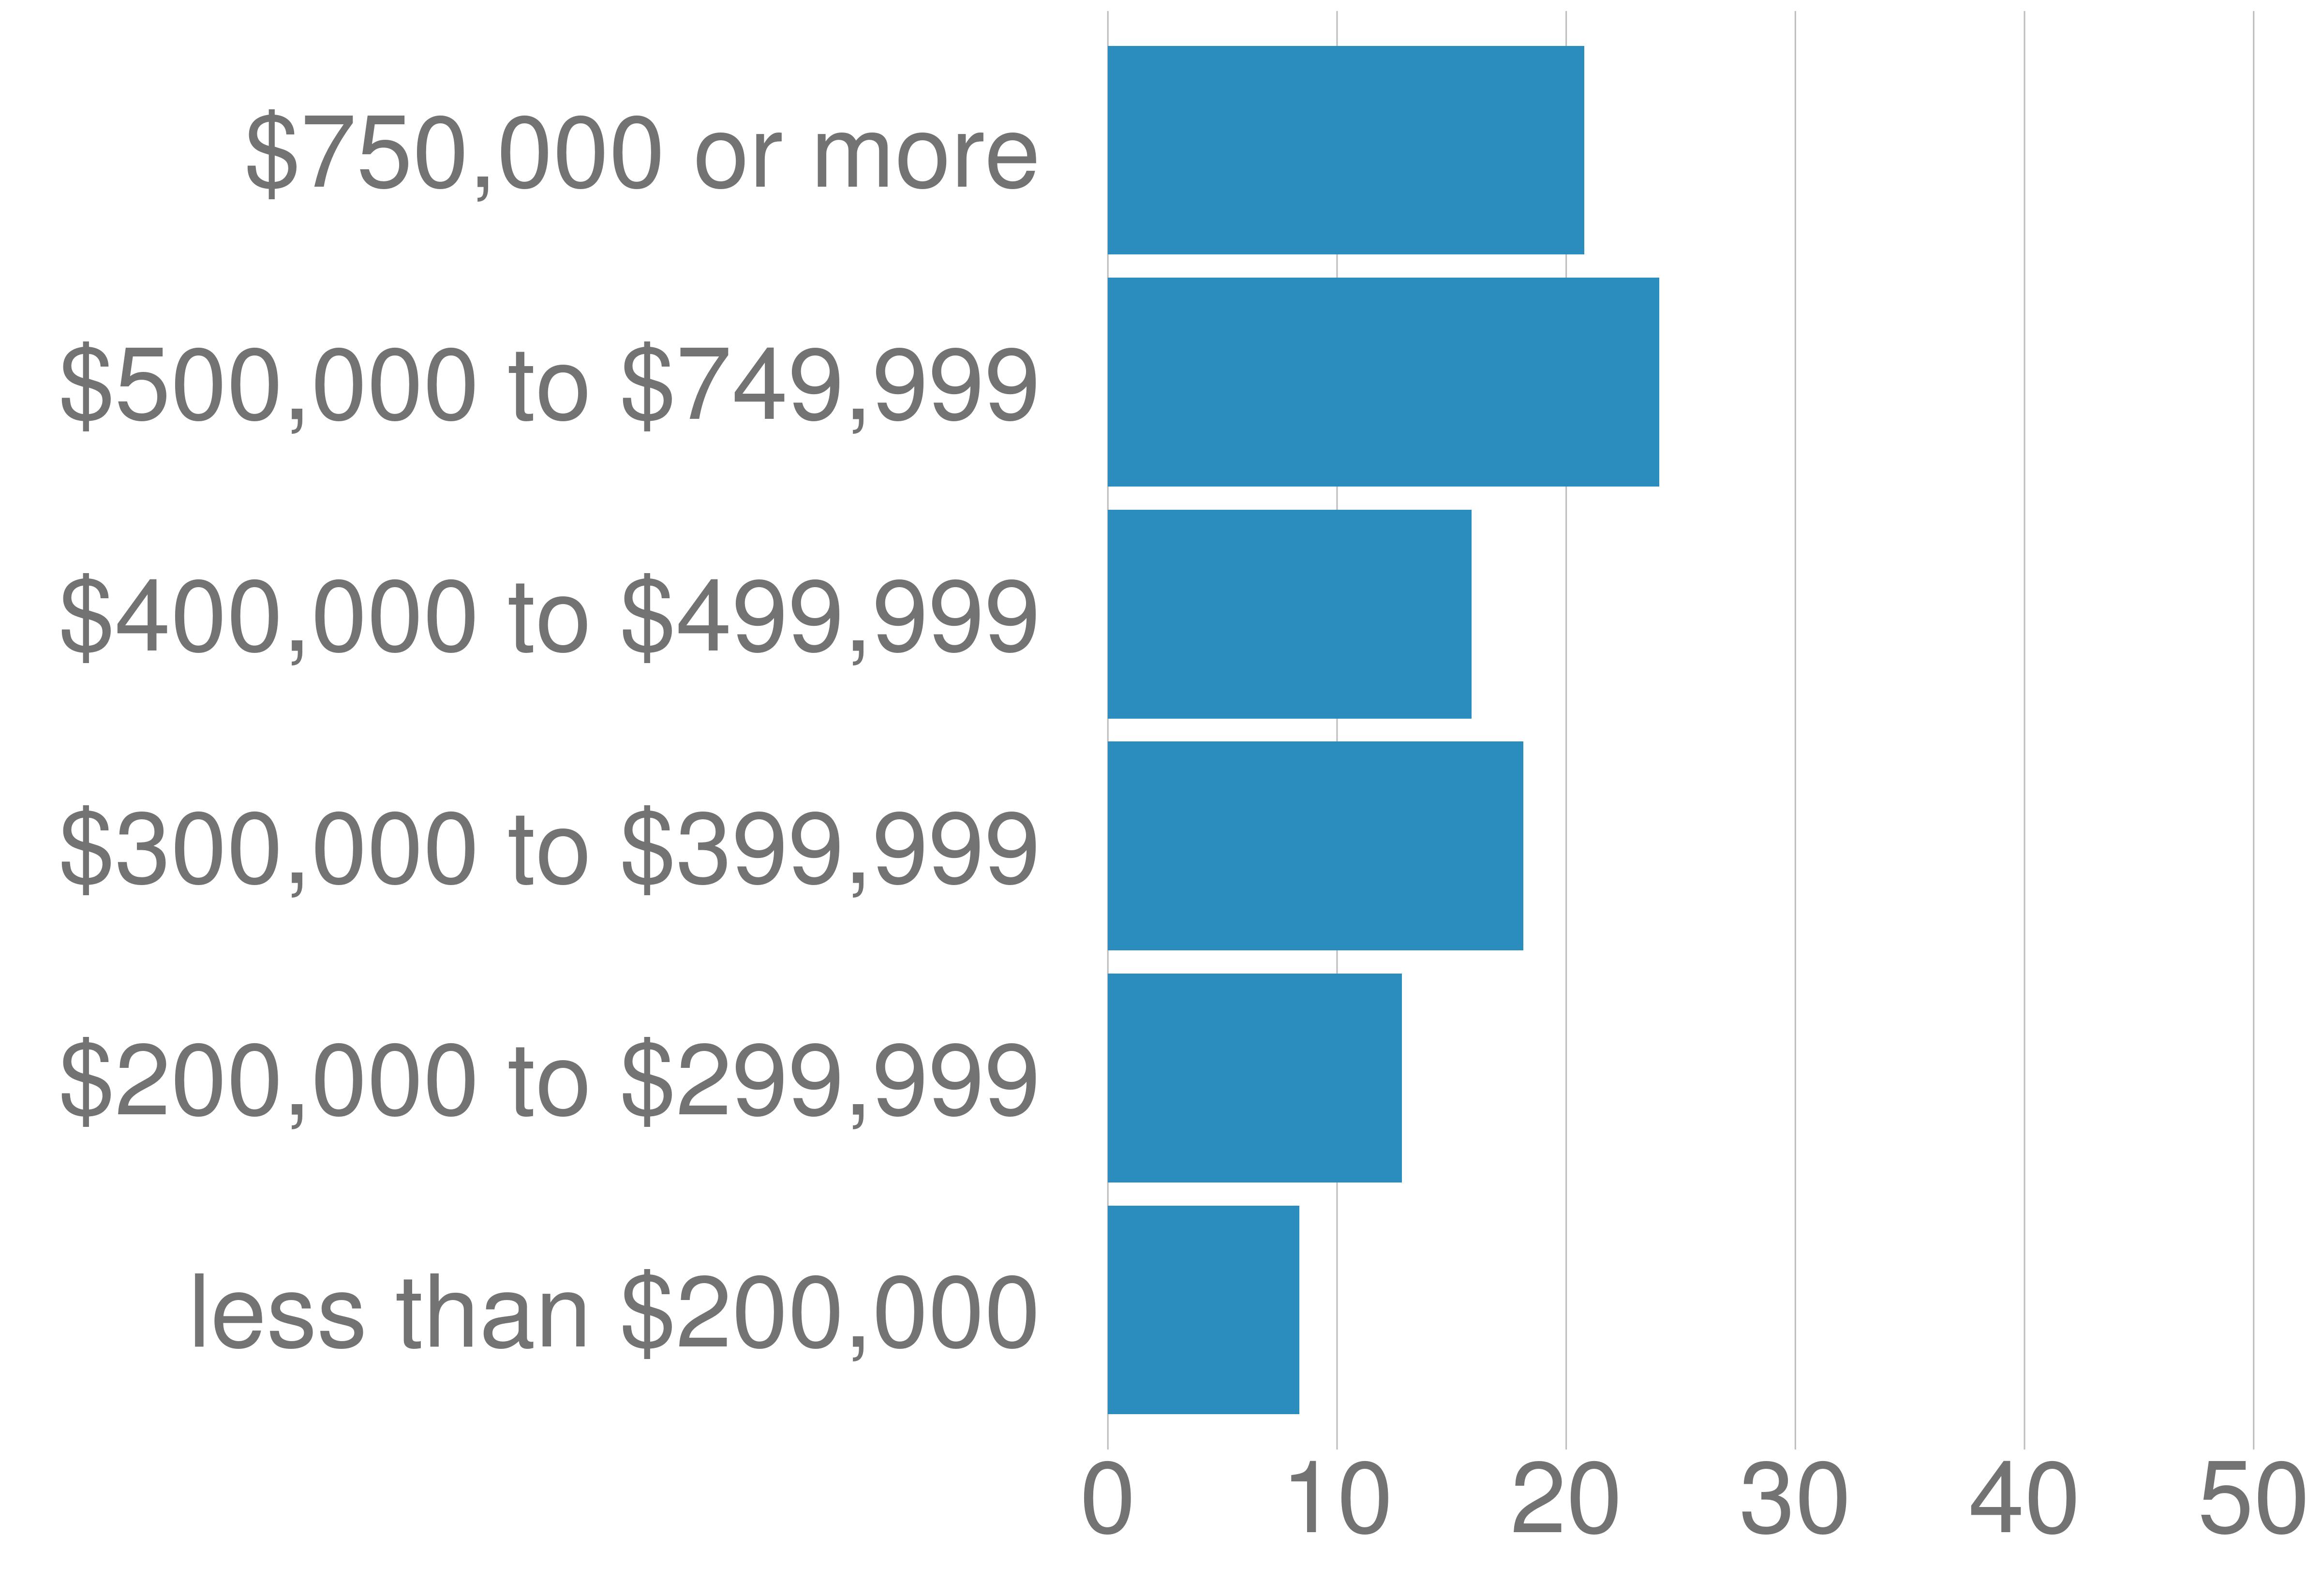 $750,000 or more
$500,000 to $749,999
$400,000 to $499,999
$300,000 to $399,999
$200,000 to $299,999
less than $200,000
0 10 20 30 40 50